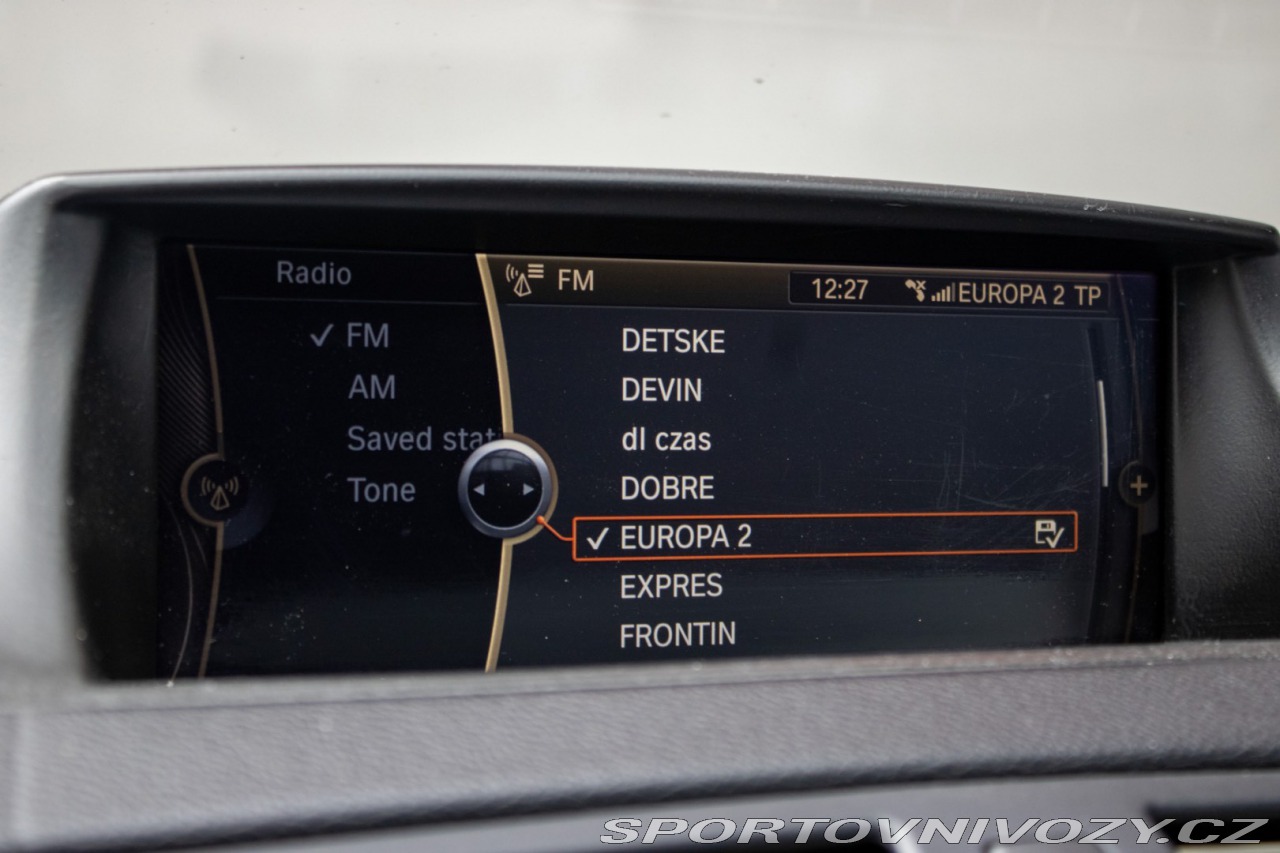 Radio
FM
AM
Saved stat
Tone
FM
12:27 EUROPA 2 TP
DETSKE
DEVIN
dl czas
DOBRE
EUROPA 2
EXPRES
FRONTIN
SPORTOVNIVOZY.CZ